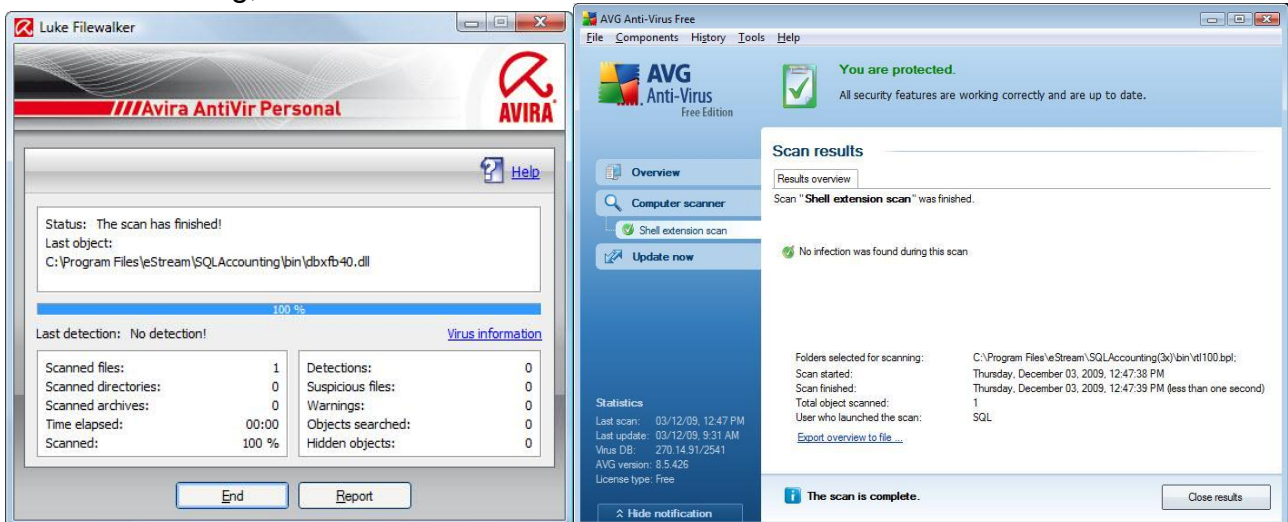 Luke Filewalker
////Avira AntiVir Personal
AVIRA
Help
Status: The scan has finished!
Last object:
C:\Program Files\eStream\SQLAccounting\bin\dbxfb40.dll
100 %
Last detection: No detection!
Virus information
Scanned files: 1
Scanned directories: 0
Scanned archives: 0
Time elapsed: 00:00
Scanned: 100 %
Detections: 0
Suspicious files: 0
Warnings: 0
Objects searched: 0
Hidden objects: 0
End
Report
AVG Anti-Virus Free
File Components History Tools Help
AVG
Anti-Virus
Free Edition
You are protected.
All security features are working correctly and are up to date.
Overview
Computer scanner
Shell extension scan
Update now
Statistics
Last scan: 03/12/09, 12:47 PM
Last update: 03/12/09, 9:31 AM
Virus DB: 270.14.91/2541
AVG version: 8.5.426
License type: Free
Hide notification
Scan results
Results overview
Scan "Shell extension scan" was finished.
No infection was found during this scan
Folders selected for scanning: C:\Program Files\eStream\SQLAccounting(3x)\bin\rtl100.bpl;
Scan started: Thursday, December 03, 2009, 12:47:38 PM
Scan finished: Thursday, December 03, 2009, 12:47:39 PM (less than one second)
Total object scanned: 1
User who launched the scan: SQL
Export overview to file ...
The scan is complete.
Close results